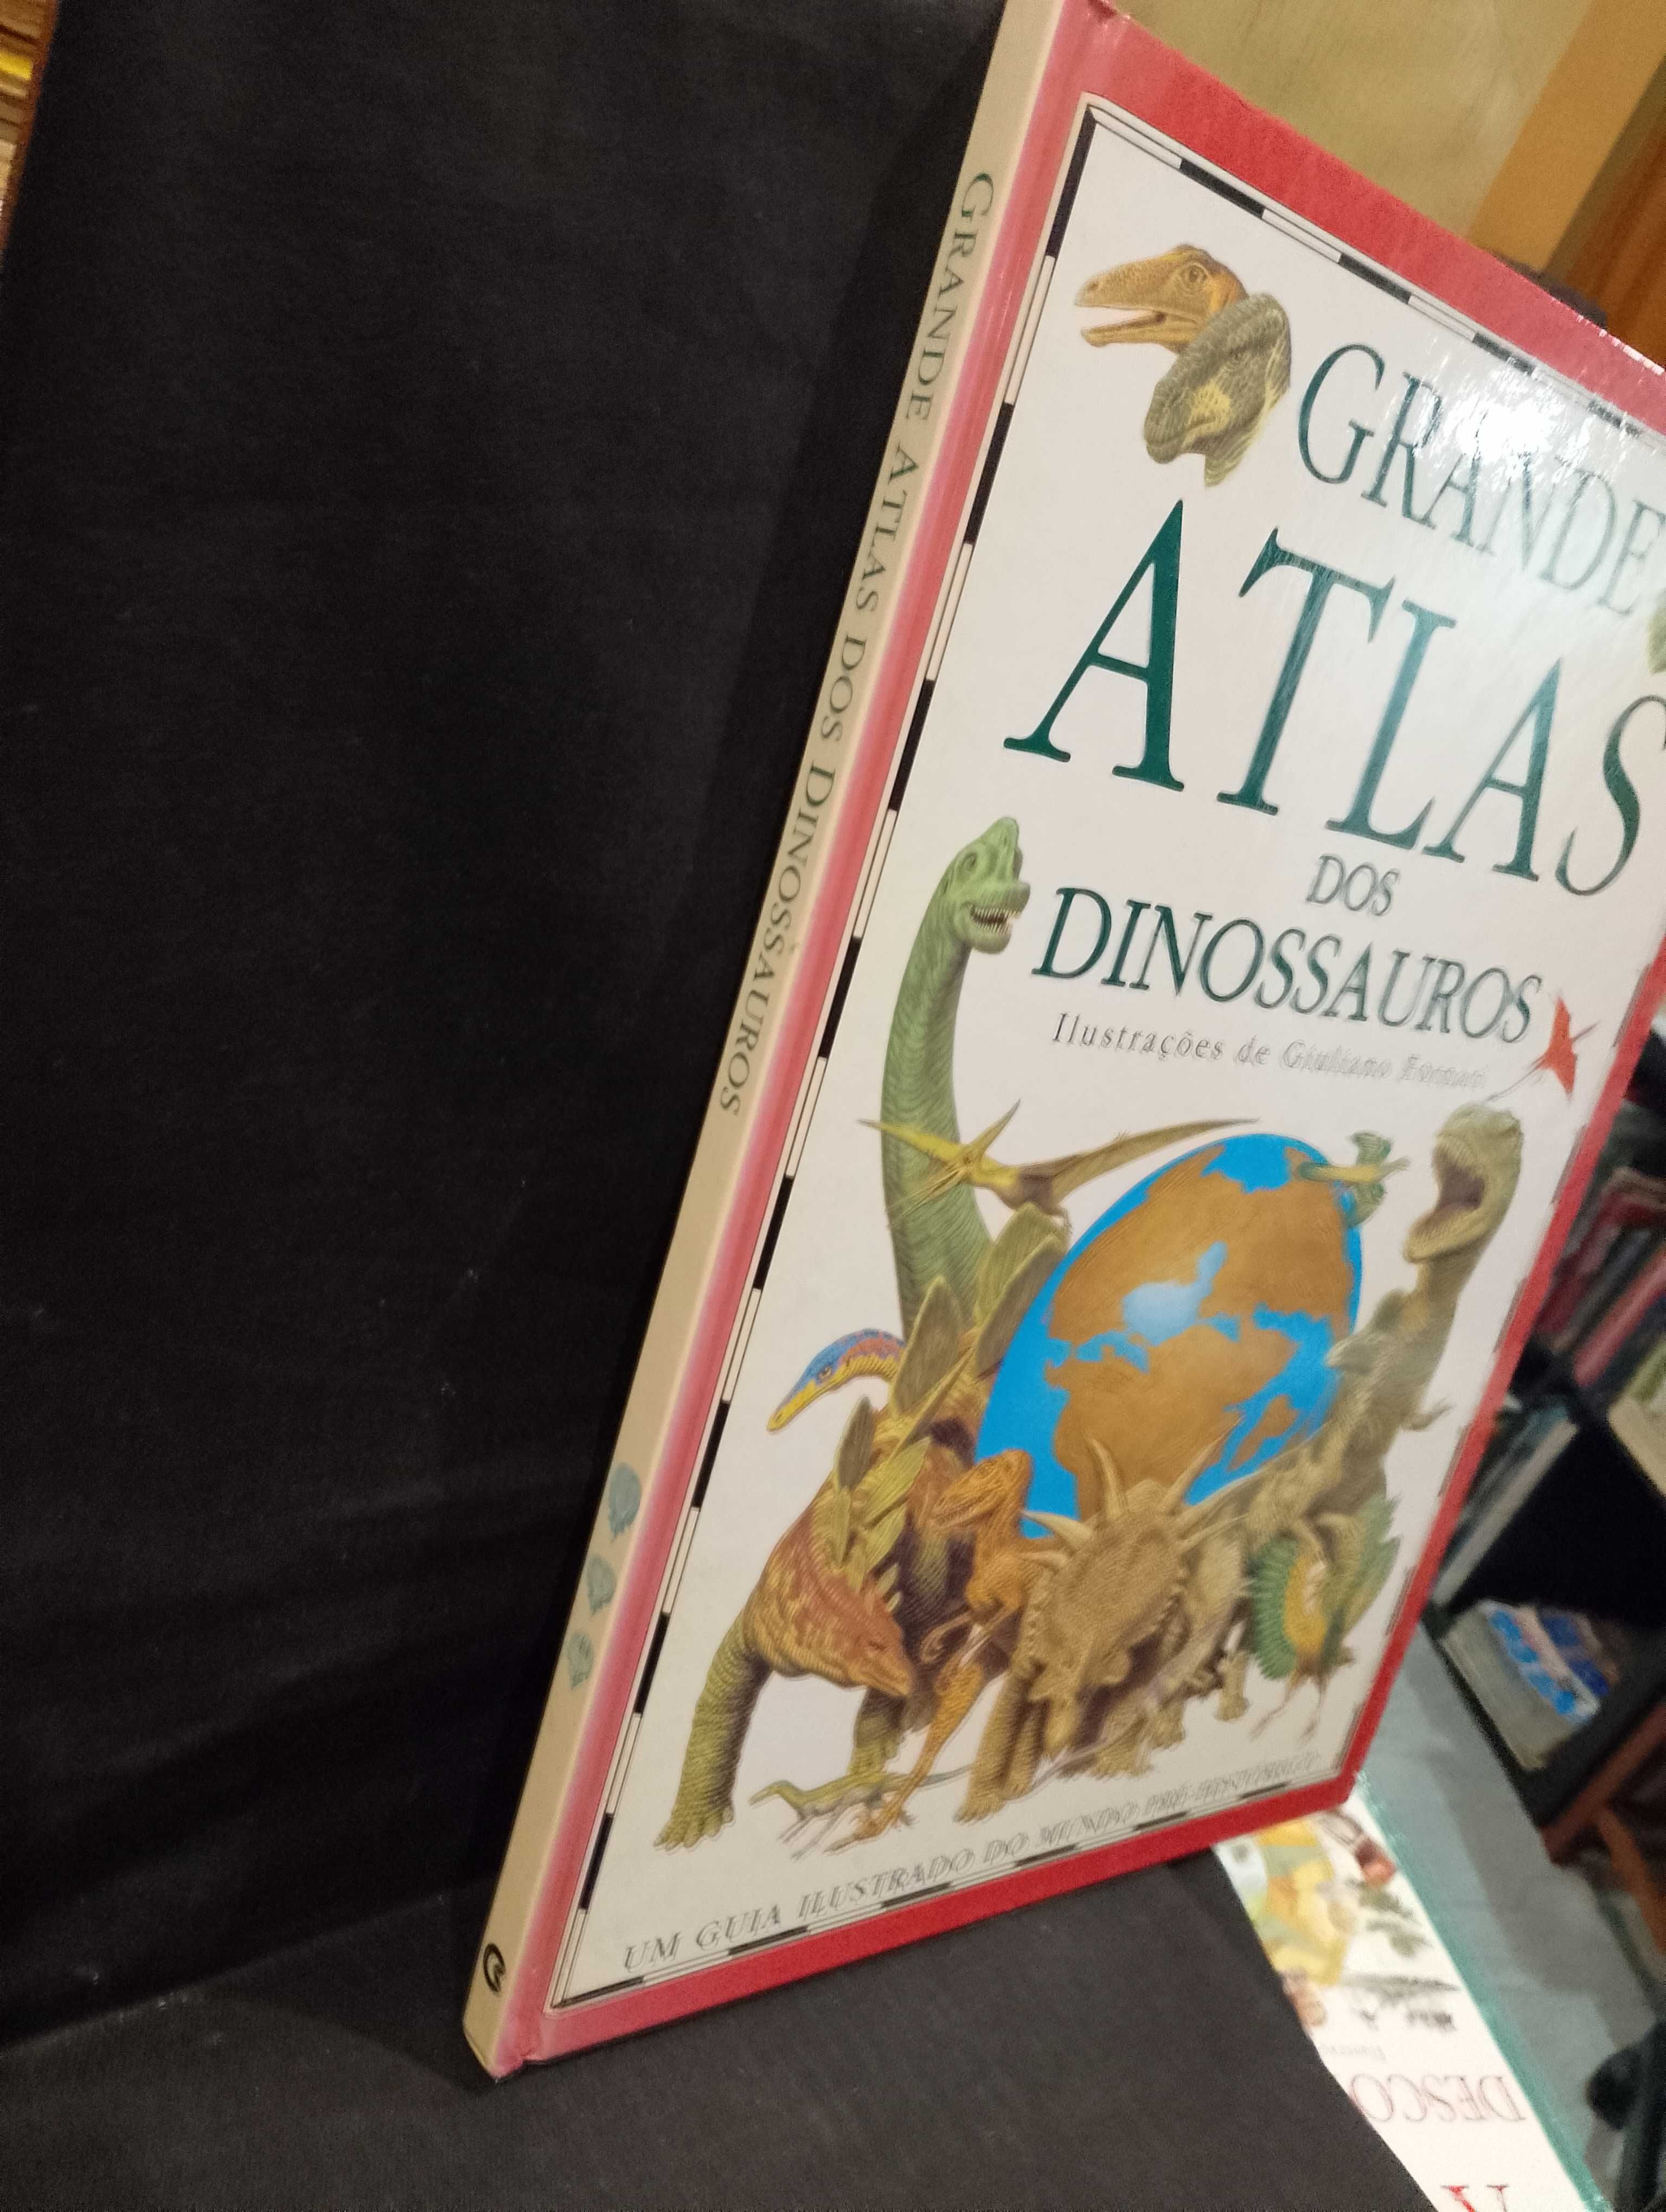 GRANDE ATLAS DOS DINOSSAUROS
GRANDE
ATLAS
DOS
DINOSSAUROS
Ilustrações de Giuliano Fornari
UM GUIA ILUSTRADO DO MUNDO PRÉ-HISTÓRICO
DESCO
A